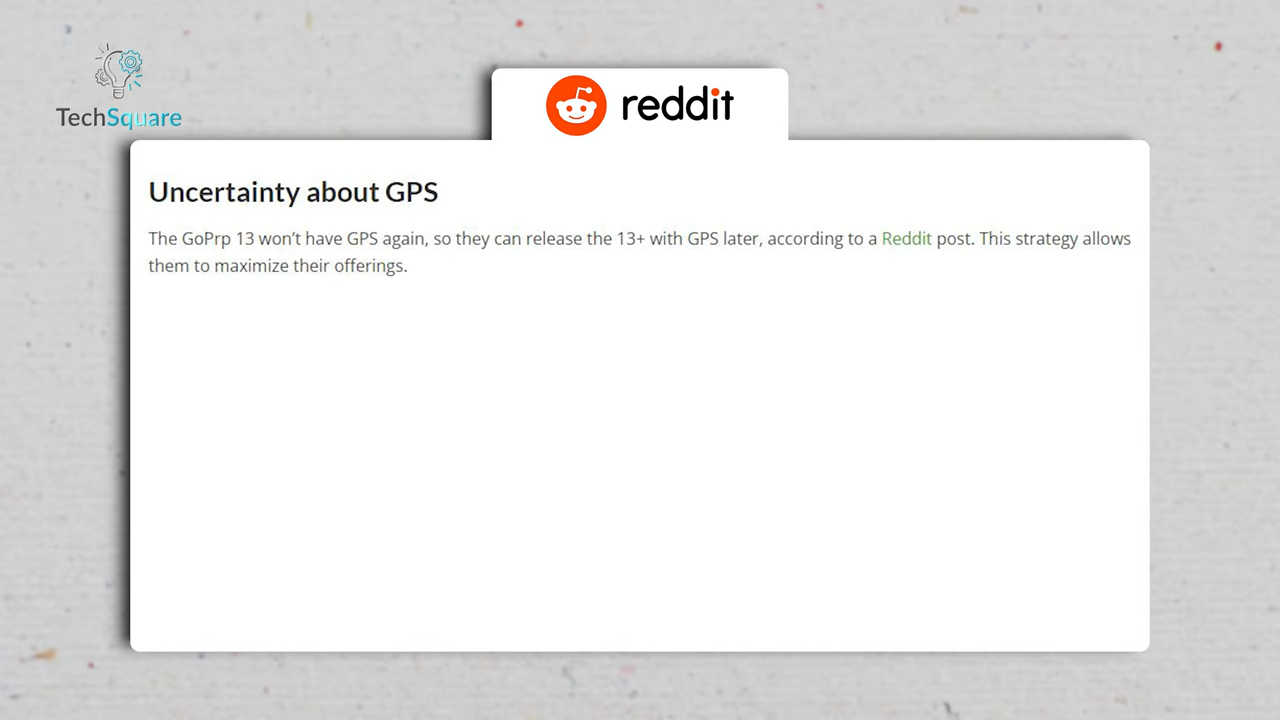 TechSquare
reddit
Uncertainty about GPS
The GoPrp 13 won’t have GPS again, so they can release the 13+ with GPS later, according to a Reddit post. This strategy allows
them to maximize their offerings.